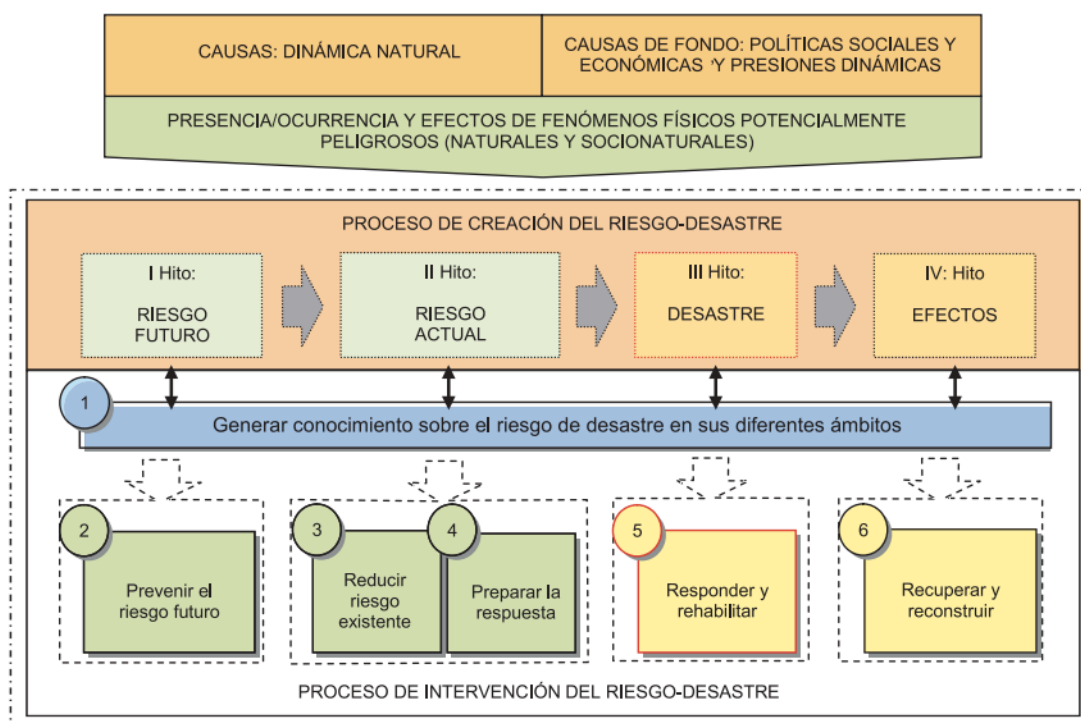 CAUSAS: DINÁMICA NATURAL
CAUSAS DE FONDO: POLÍTICAS SOCIALES Y
ECONÓMICAS 'Y PRESIONES DINÁMICAS
PRESENCIA/OCURRENCIA Y EFECTOS DE FENÓMENOS FÍSICOS POTENCIALMENTE
PELIGROSOS (NATURALES Y SOCIONATURALES)
PROCESO DE CREACIÓN DEL RIESGO-DESASTRE
I Hito:
RIESGO
FUTURO
II Hito:
RIESGO
ACTUAL
III Hito:
DESASTRE
IV: Hito
EFECTOS
1
Generar conocimiento sobre el riesgo de desastre en sus diferentes ámbitos
2
Prevenir el
riesgo futuro
3
Reducir
riesgo
existente
4
Preparar la
respuesta
5
Responder y
rehabilitar
6
Recuperar y
reconstruir
PROCESO DE INTERVENCIÓN DEL RIESGO-DESASTRE